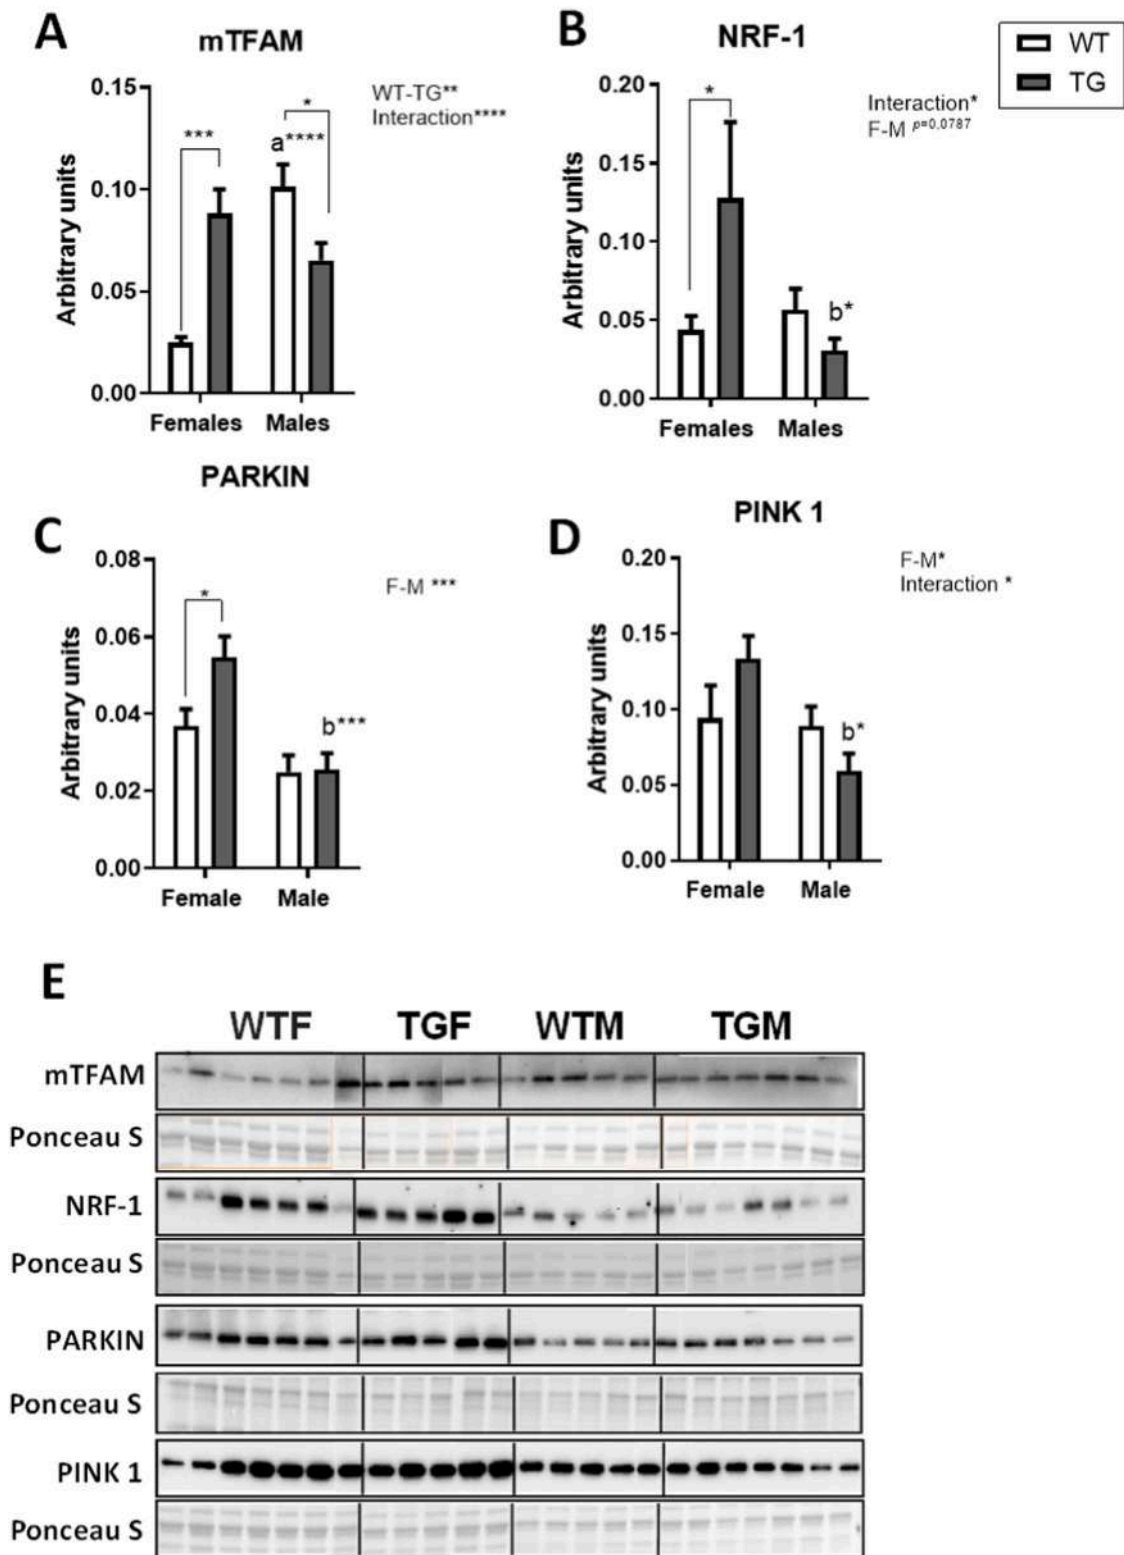 A
mTFAM
WT-TG**
Interaction****
Arbitrary units
0.15
0.10
0.05
0.00
***
a****
*
Females Males
B
NRF-1
Interaction*
F-M p=0.0787
Arbitrary units
0.20
0.15
0.10
0.05
0.00
*
b*
Females Males
WT
TG
C
PARKIN
F-M ***
Arbitrary units
0.08
0.06
0.04
0.02
0.00
*
b***
Female Male
D
PINK 1
F-M*
Interaction *
Arbitrary units
0.20
0.15
0.10
0.05
0.00
b*
Female Male
E
WTF TGF WTM TGM
mTFAM
Ponceau S
NRF-1
Ponceau S
PARKIN
Ponceau S
PINK 1
Ponceau S